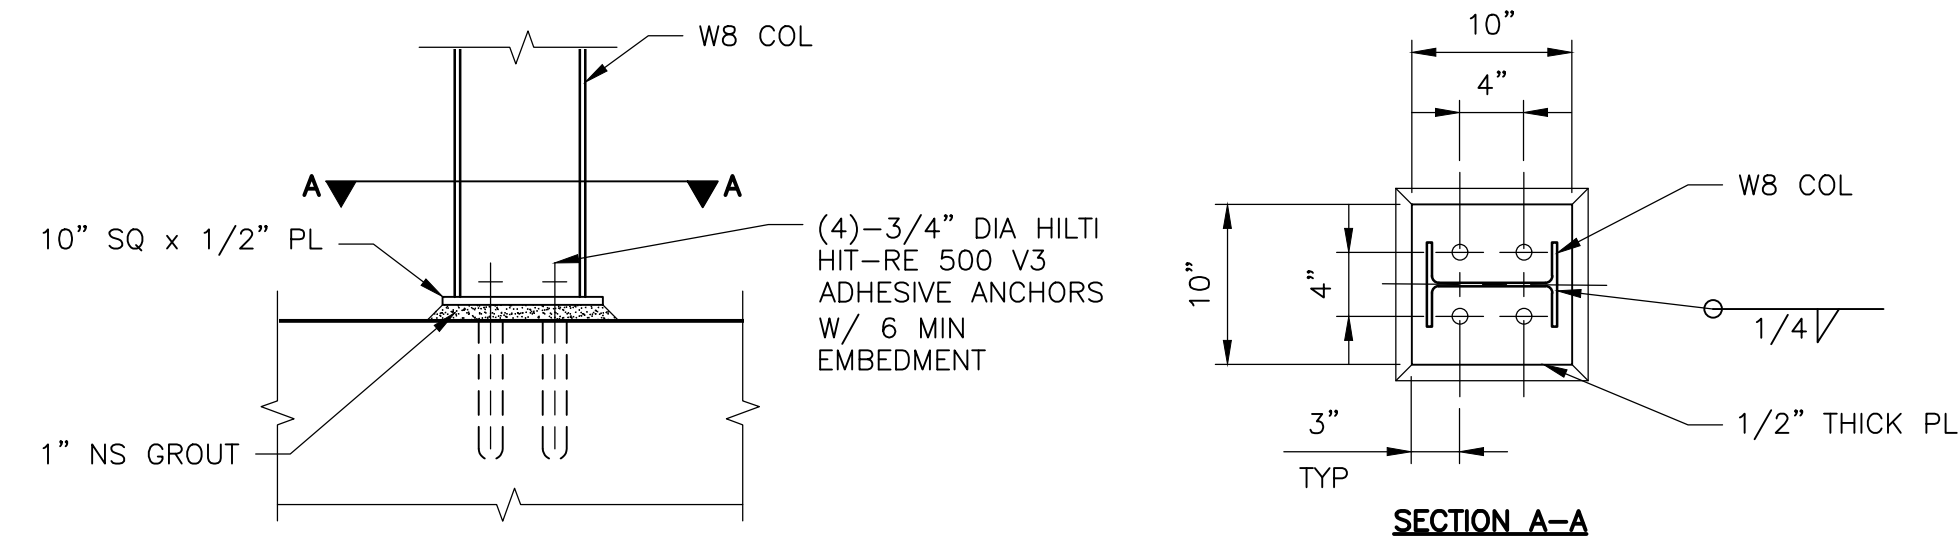 W8 COL
A
A
10" SQ x 1/2" PL
(4)-3/4" DIA HILTI
HIT-RE 500 V3
ADHESIVE ANCHORS
W/ 6 MIN
EMBEDMENT
1" NS GROUT
10"
4"
W8 COL
10"
4"
1/4
3"
TYP
1/2" THICK PL
SECTION A-A